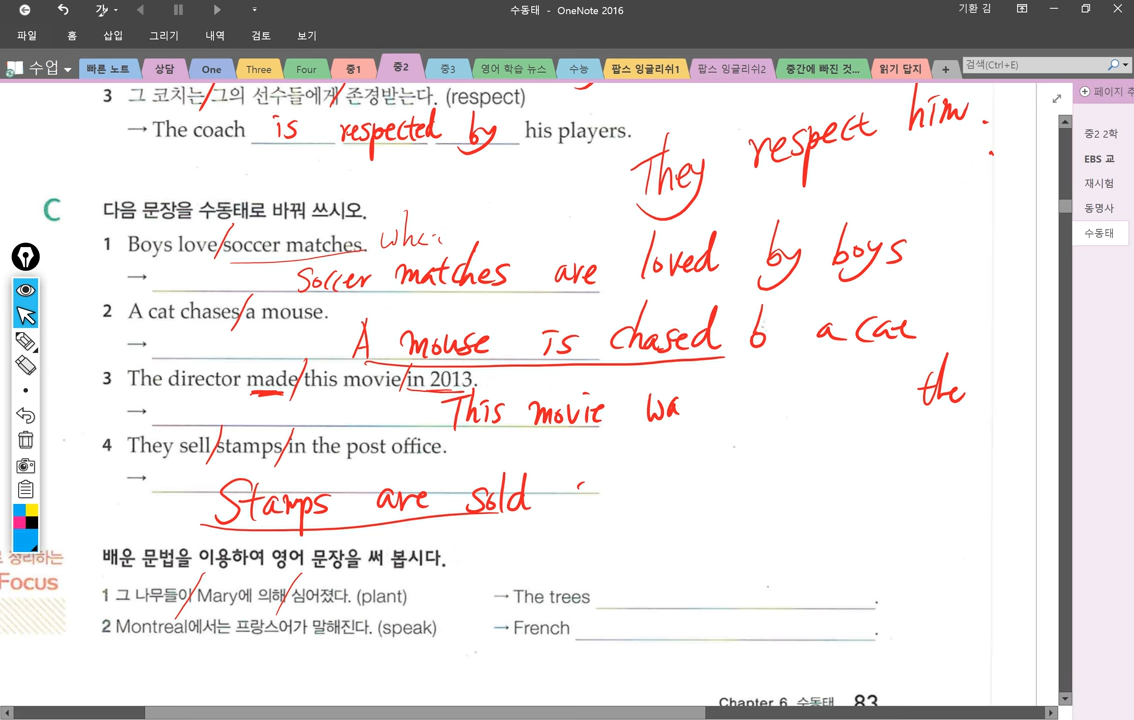 수동태 - OneNote 2016
기환 김
파일 홈 삽입 그리기 내역 검토 보기
수업 빠른 노트 상담 One Three Four 중1 중2 중3 영어 학습 뉴스 수능 팝스 잉글리쉬1 팝스 잉글리쉬2 중간에 빠진 것... 읽기 답지 + 검색(Ctrl+E)
페이지 추
중2 2학
EBS 교
재시험
동명사
수동태
3 그 코치는/그의 선수들에게/존경받는다. (respect)
→ The coach is respected by his players.
They respect him.
C 다음 문장을 수동태로 바꿔 쓰시오.
1 Boys love/soccer matches.
→ Soccer matches are loved by boys
2 A cat chases/a mouse.
→ A mouse is chased b a cat
3 The director made/this movie/in 2013.
→ This movie wa the
4 They sell/stamps/in the post office.
→ Stamps are sold
정리하는
Focus
배운 문법을 이용하여 영어 문장을 써 봅시다.
1 그 나무들이/Mary에 의해/심어졌다. (plant) → The trees .
2 Montreal에서는 프랑스어가 말해진다. (speak) → French .
Chapter 6 수동태 83